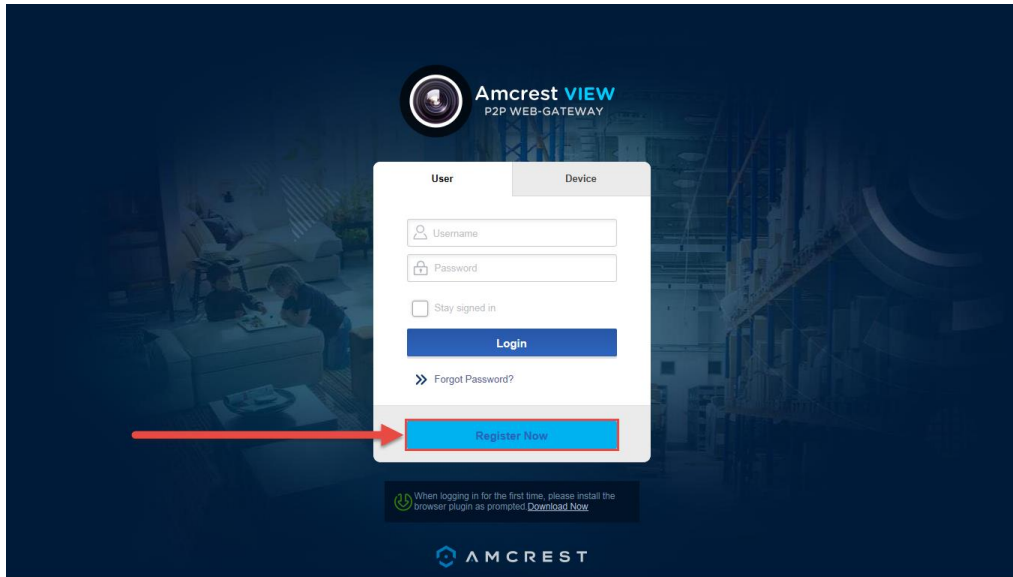 Amcrest VIEW
P2P WEB-GATEWAY
User
Device
Username
Password
Stay signed in
Login
Forgot Password?
Register Now
When logging in for the first time, please install the
browser plugin as prompted.Download Now
AMCREST